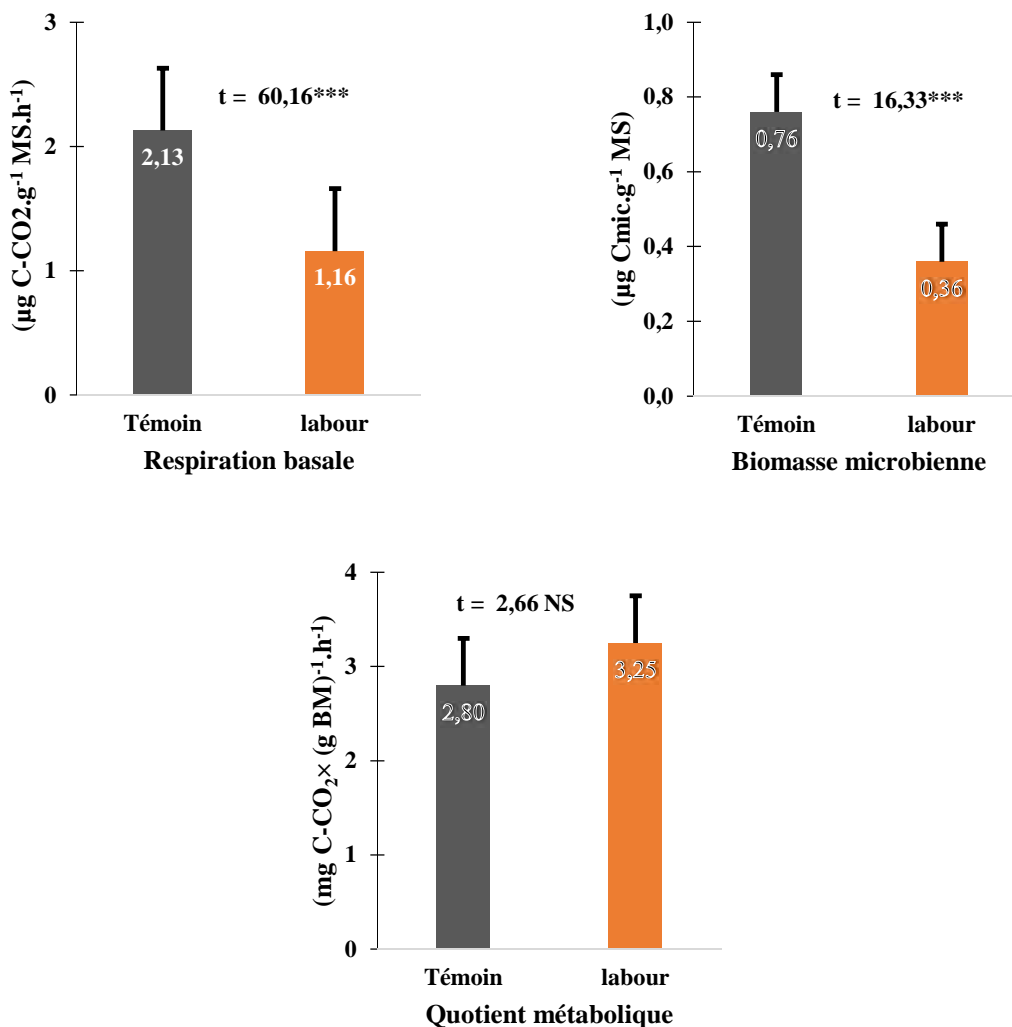 (µg C-CO2.g⁻¹ MS.h⁻¹)
3
2
1
0
t = 60,16***
2,13
1,16
Témoin labour
Respiration basale
(µg Cmic.g⁻¹ MS)
1,0
0,8
0,6
0,4
0,2
0,0
t = 16,33***
0,76
0,36
Témoin labour
Biomasse microbienne
(mg C-CO₂× (g BM)⁻¹.h⁻¹)
4
3
2
1
0
t = 2,66 NS
2,80
3,25
Témoin labour
Quotient métabolique